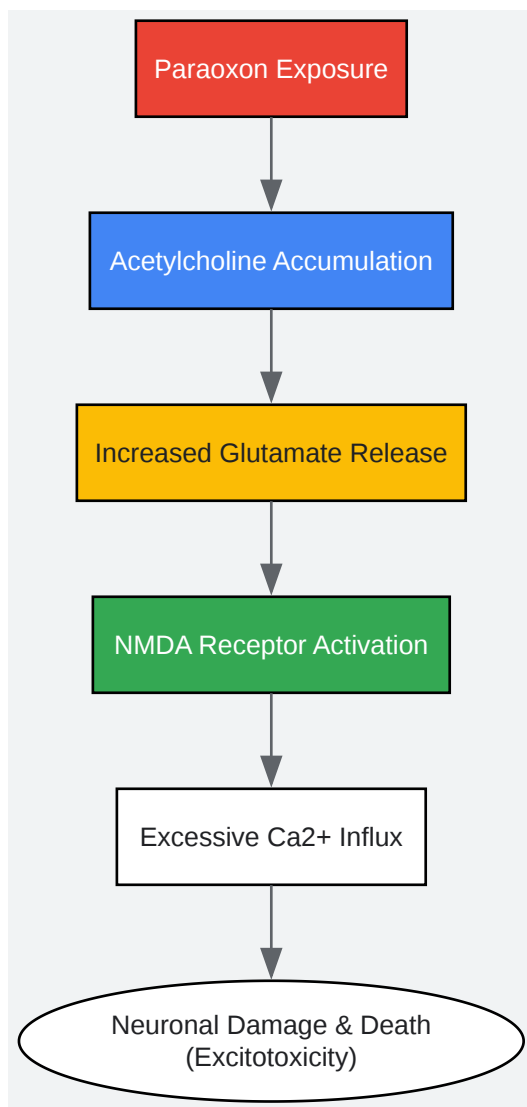 Paraoxon Exposure
Acetylcholine Accumulation
Increased Glutamate Release
NMDA Receptor Activation
Excessive Ca2+ Influx
Neuronal Damage & Death
(Excitotoxicity)